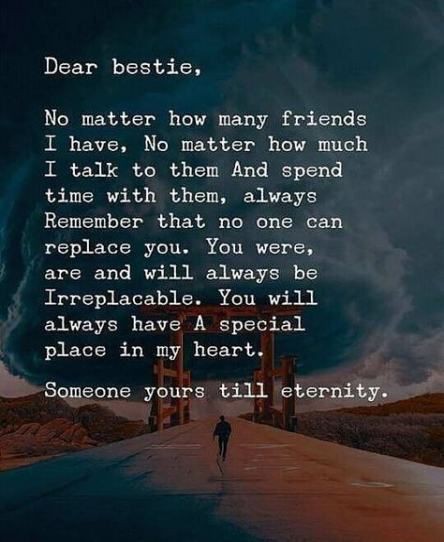 Dear bestie,
No matter how many friends
I have, No matter how much
I talk to them And spend
time with them, always
Remember that no one can
replace you. You were,
are and will always be
Irreplacable. You will
always have A special
place in my heart.
Someone yours till eternity.